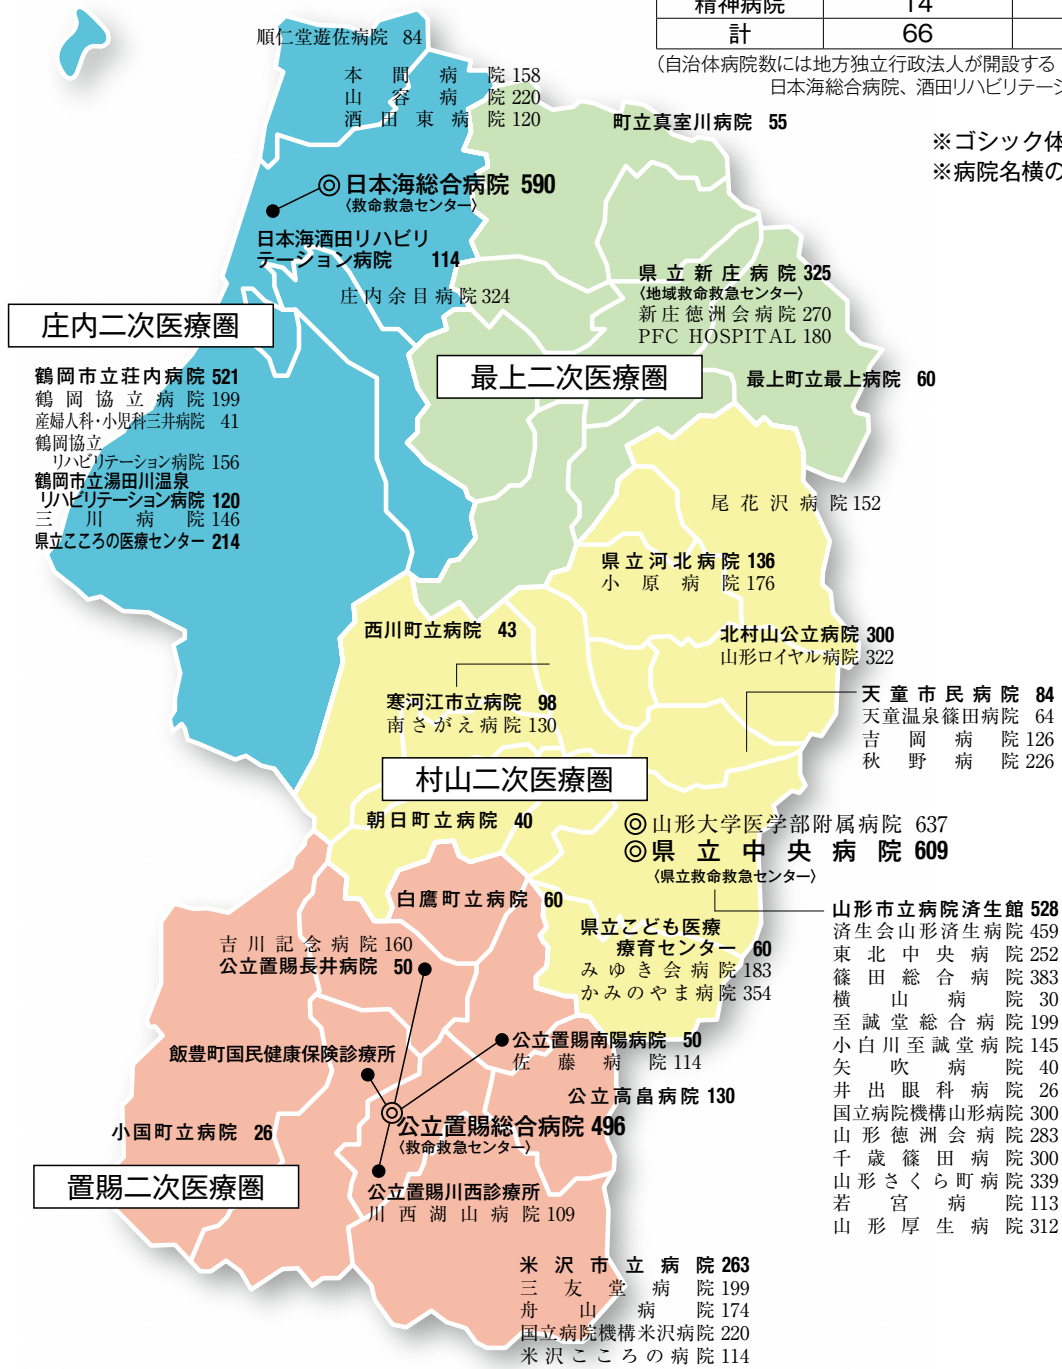 精神病院 14
計 66
(自治体病院数には地方独立行政法人が開設する
日本海総合病院、酒田リハビリテーシ
※ゴシック体
※病院名横の
順仁堂遊佐病院 84
本間病院 158
山容病院 220
酒田東病院 120
町立真室川病院 55
◎日本海総合病院 590
〈救命救急センター〉
日本海酒田リハビリ
テーション病院 114
庄内余目病院 324
県立新庄病院 325
〈地域救命救急センター〉
新庄徳洲会病院 270
PFC HOSPITAL 180
庄内二次医療圏
最上二次医療圏
最上町立最上病院 60
鶴岡市立荘内病院 521
鶴岡協立病院 199
産婦人科・小児科三井病院 41
鶴岡協立
リハビリテーション病院 156
鶴岡市立湯田川温泉
リハビリテーション病院 120
三川病院 146
県立こころの医療センター 214
尾花沢病院 152
県立河北病院 136
小原病院 176
西川町立病院 43
北村山公立病院 300
山形ロイヤル病院 322
寒河江市立病院 98
南さがえ病院 130
天童市民病院 84
天童温泉篠田病院 64
吉岡病院 126
秋野病院 226
村山二次医療圏
朝日町立病院 40
◎山形大学医学部附属病院 637
◎県立中央病院 609
〈県立救命救急センター〉
白鷹町立病院 60
県立こども医療
療育センター 60
みゆき会病院 183
かみのやま病院 354
山形市立病院済生館 528
済生会山形済生病院 459
東北中央病院 252
篠田総合病院 383
横山病院 30
至誠堂総合病院 199
小白川至誠堂病院 145
矢吹病院 40
井出眼科病院 26
国立病院機構山形病院 300
山形徳洲会病院 283
千歳篠田病院 300
山形さくら町病院 339
若宮病院 113
山形厚生病院 312
吉川記念病院 160
公立置賜長井病院 50
公立置賜南陽病院 50
佐藤病院 114
飯豊町国民健康保険診療所
公立高畠病院 130
小国町立病院 26
公立置賜総合病院 496
〈救命救急センター〉
置賜二次医療圏
公立置賜川西診療所
川西湖山病院 109
米沢市立病院 263
三友堂病院 199
舟山病院 174
国立病院機構米沢病院 220
米沢こころの病院 114